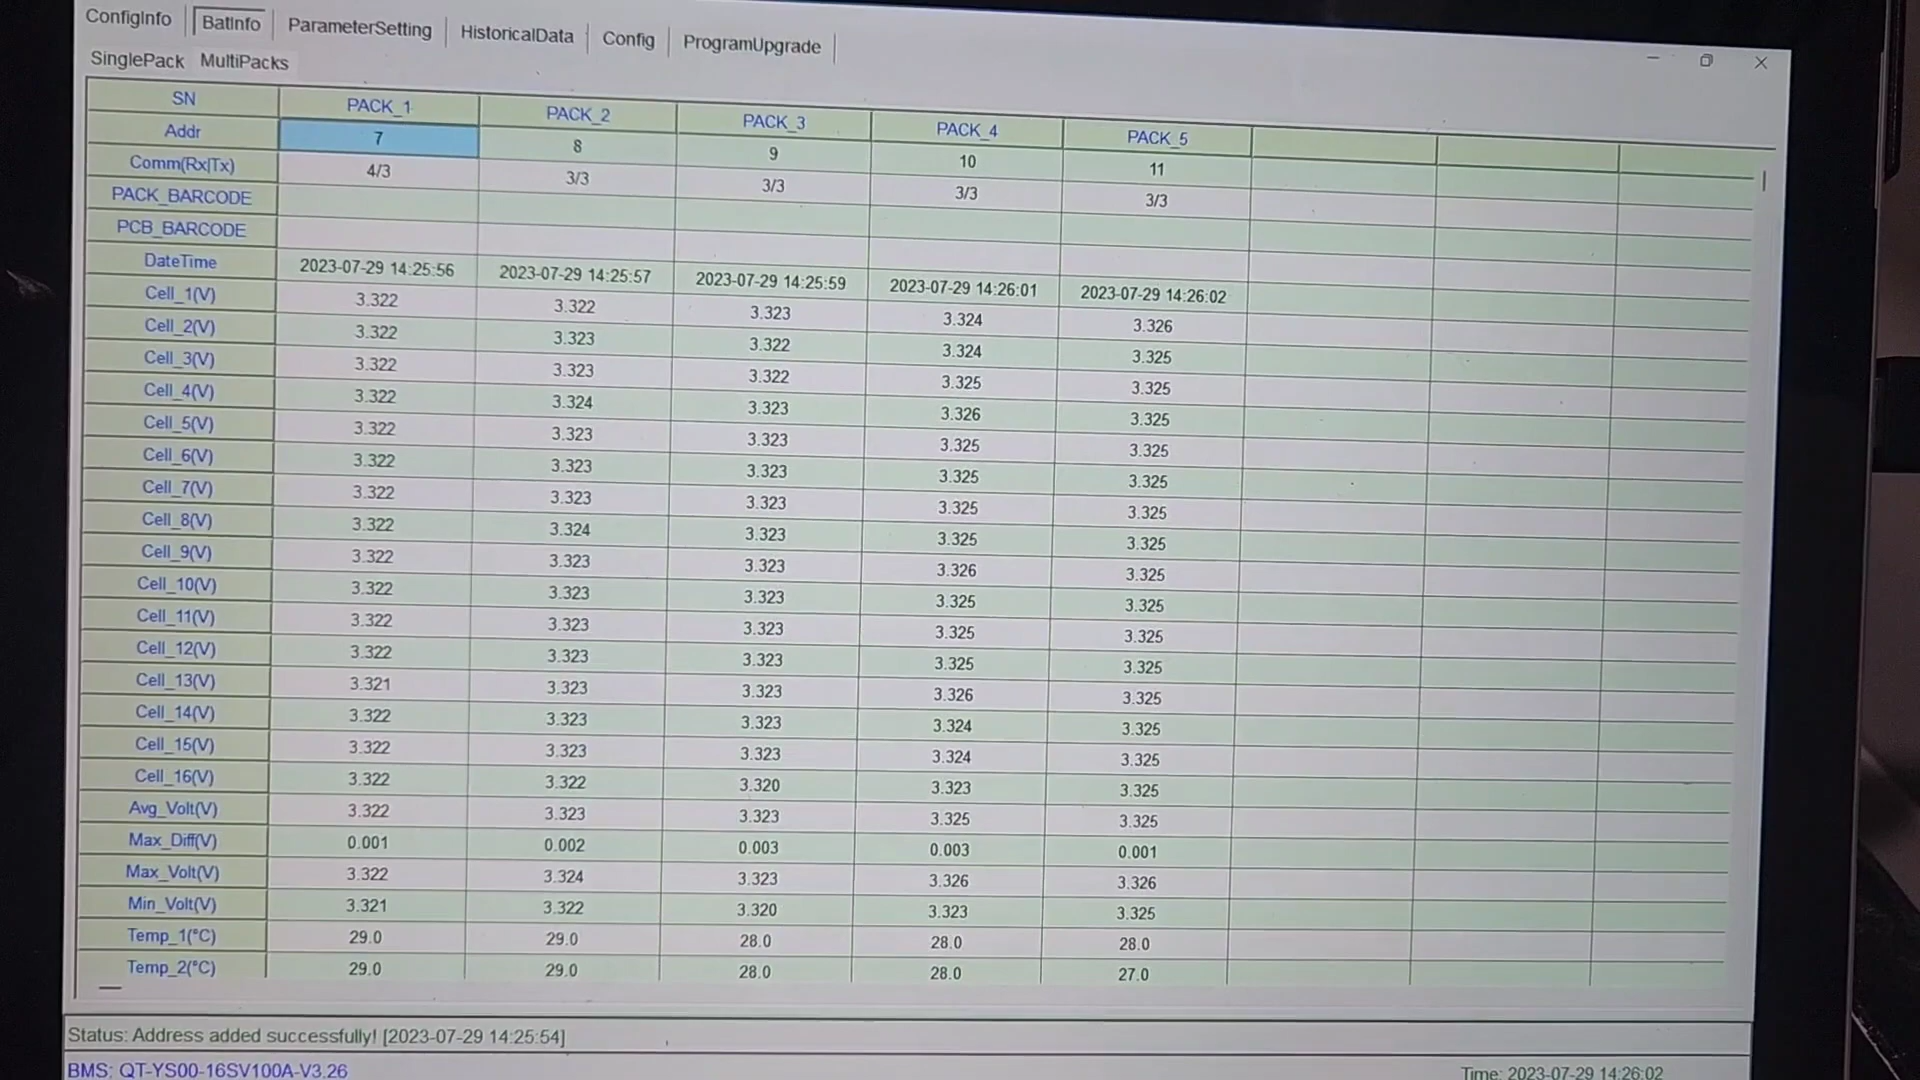 ConfigInfo BatInfo ParameterSetting HistoricalData Config ProgramUpgrade
SinglePack MultiPacks
SN PACK_1 PACK_2 PACK_3 PACK_4 PACK_5
Addr 7 8 9 10 11
Comm(Rx|Tx) 4/3 3/3 3/3 3/3 3/3
PACK_BARCODE
PCB_BARCODE
DateTime 2023-07-29 14:25:56 2023-07-29 14:25:57 2023-07-29 14:25:59 2023-07-29 14:26:01 2023-07-29 14:26:02
Cell_1(V) 3.322 3.322 3.323 3.324 3.326
Cell_2(V) 3.322 3.323 3.322 3.324 3.325
Cell_3(V) 3.322 3.323 3.322 3.325 3.325
Cell_4(V) 3.322 3.324 3.323 3.326 3.325
Cell_5(V) 3.322 3.323 3.323 3.325 3.325
Cell_6(V) 3.322 3.323 3.323 3.325 3.325
Cell_7(V) 3.322 3.323 3.323 3.325 3.325
Cell_8(V) 3.322 3.324 3.323 3.325 3.325
Cell_9(V) 3.322 3.323 3.323 3.326 3.325
Cell_10(V) 3.322 3.323 3.323 3.325 3.325
Cell_11(V) 3.322 3.323 3.323 3.325 3.325
Cell_12(V) 3.322 3.323 3.323 3.325 3.325
Cell_13(V) 3.321 3.323 3.323 3.326 3.325
Cell_14(V) 3.322 3.323 3.323 3.324 3.325
Cell_15(V) 3.322 3.323 3.323 3.324 3.325
Cell_16(V) 3.322 3.322 3.320 3.323 3.325
Avg_Volt(V) 3.322 3.323 3.323 3.325 3.325
Max_Diff(V) 0.001 0.002 0.003 0.003 0.001
Max_Volt(V) 3.322 3.324 3.323 3.326 3.326
Min_Volt(V) 3.321 3.322 3.320 3.323 3.325
Temp_1(°C) 29.0 29.0 28.0 28.0 28.0
Temp_2(°C) 29.0 29.0 28.0 28.0 27.0
Status: Address added successfully! [2023-07-29 14:25:54]
BMS: QT-YS00-16SV100A-V3.26 Time: 2023-07-29 14:26:02